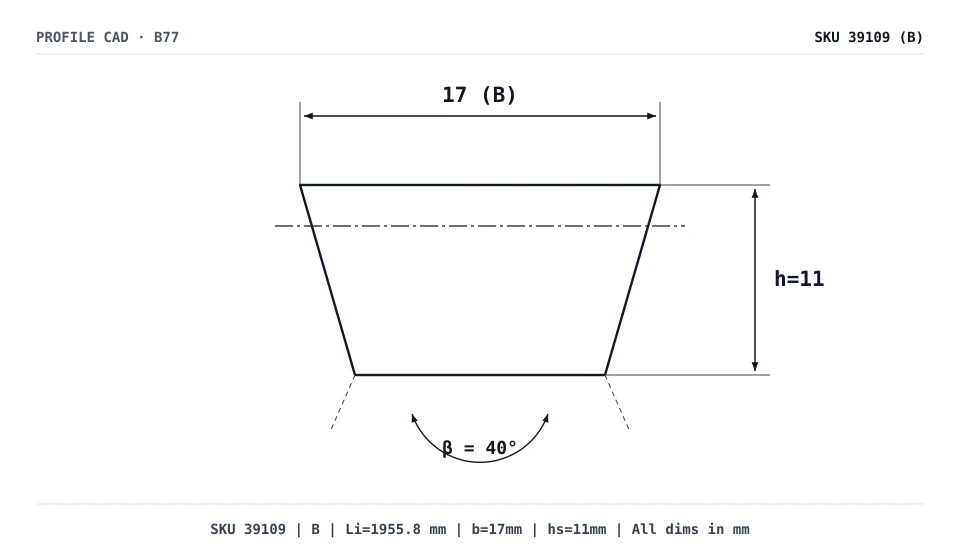 PROFILE CAD · B77
SKU 39109 (B)
17 (B)
h=11
β = 40°
SKU 39109 | B | Li=1955.8 mm | b=17mm | hs=11mm | All dims in mm